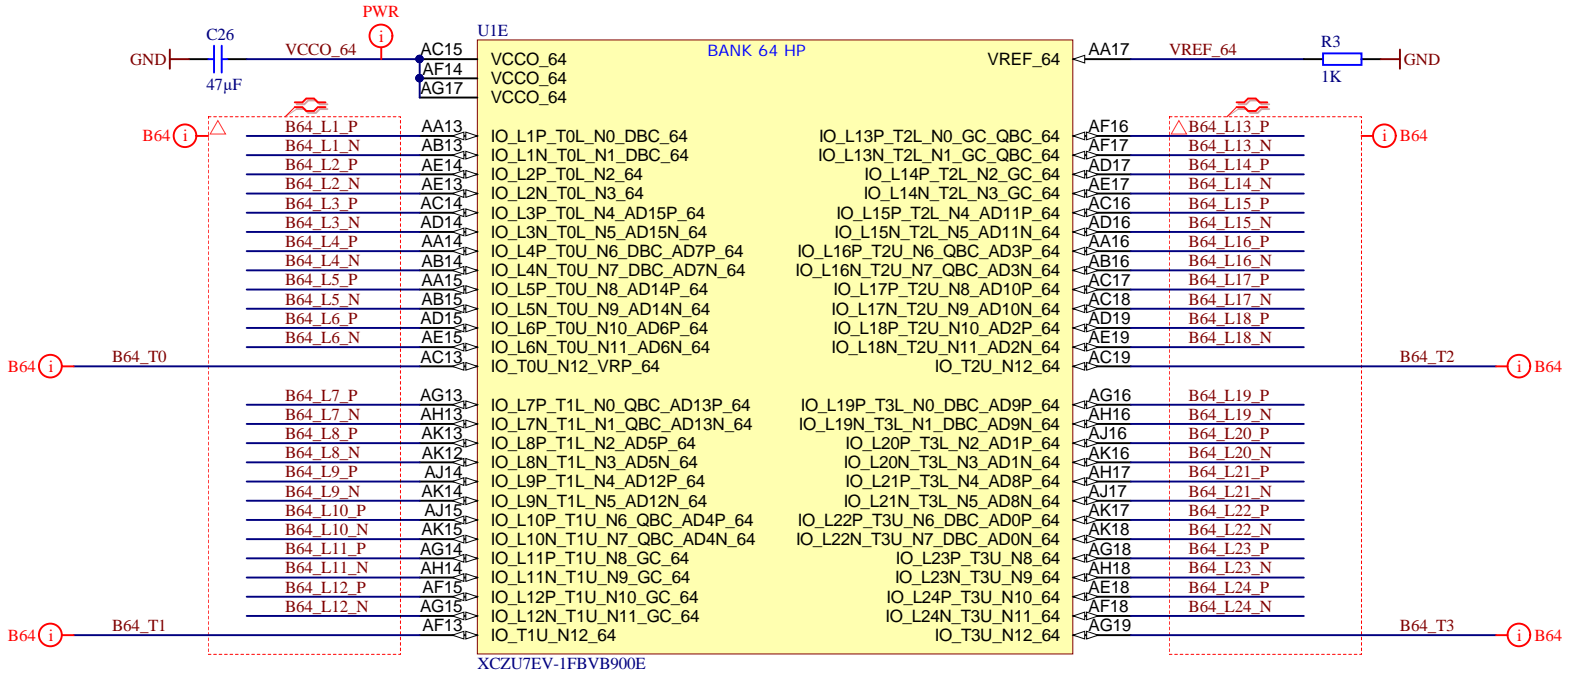 PWR
C26
U1E
GND
VCCO_64
47µF
AC15 VCCO_64
AF14 VCCO_64
AG17 VCCO_64
BANK 64 HP
VREF_64 AA17 VREF_64
R3
1K
GND
B64 i
B64_L1_P AA13 IO_L1P_T0L_N0_DBC_64
B64_L1_N AB13 IO_L1N_T0L_N1_DBC_64
B64_L2_P AE14 IO_L2P_T0L_N2_64
B64_L2_N AE13 IO_L2N_T0L_N3_64
B64_L3_P AC14 IO_L3P_T0L_N4_AD15P_64
B64_L3_N AD14 IO_L3N_T0L_N5_AD15N_64
B64_L4_P AA14 IO_L4P_T0U_N6_DBC_AD7P_64
B64_L4_N AB14 IO_L4N_T0U_N7_DBC_AD7N_64
B64_L5_P AA15 IO_L5P_T0U_N8_AD14P_64
B64_L5_N AB15 IO_L5N_T0U_N9_AD14N_64
B64_L6_P AD15 IO_L6P_T0U_N10_AD6P_64
B64_L6_N AE15 IO_L6N_T0U_N11_AD6N_64
B64 i B64_T0 AC13 IO_T0U_N12_VRP_64
B64_L7_P AG13 IO_L7P_T1L_N0_QBC_AD13P_64
B64_L7_N AH13 IO_L7N_T1L_N1_QBC_AD13N_64
B64_L8_P AK13 IO_L8P_T1L_N2_AD5P_64
B64_L8_N AK12 IO_L8N_T1L_N3_AD5N_64
B64_L9_P AJ14 IO_L9P_T1L_N4_AD12P_64
B64_L9_N AK14 IO_L9N_T1L_N5_AD12N_64
B64_L10_P AJ15 IO_L10P_T1U_N6_QBC_AD4P_64
B64_L10_N AK15 IO_L10N_T1U_N7_QBC_AD4N_64
B64_L11_P AG14 IO_L11P_T1U_N8_GC_64
B64_L11_N AH14 IO_L11N_T1U_N9_GC_64
B64_L12_P AF15 IO_L12P_T1U_N10_GC_64
B64_L12_N AG15 IO_L12N_T1U_N11_GC_64
B64 i B64_T1 AF13 IO_T1U_N12_64
IO_L13P_T2L_N0_GC_QBC_64 AF16 B64_L13_P
i B64
IO_L13N_T2L_N1_GC_QBC_64 AF17 B64_L13_N
IO_L14P_T2L_N2_GC_64 AD17 B64_L14_P
IO_L14N_T2L_N3_GC_64 AE17 B64_L14_N
IO_L15P_T2L_N4_AD11P_64 AC16 B64_L15_P
IO_L15N_T2L_N5_AD11N_64 AD16 B64_L15_N
IO_L16P_T2U_N6_QBC_AD3P_64 AA16 B64_L16_P
IO_L16N_T2U_N7_QBC_AD3N_64 AB16 B64_L16_N
IO_L17P_T2U_N8_AD10P_64 AC17 B64_L17_P
IO_L17N_T2U_N9_AD10N_64 AC18 B64_L17_N
IO_L18P_T2U_N10_AD2P_64 AD19 B64_L18_P
IO_L18N_T2U_N11_AD2N_64 AE19 B64_L18_N
IO_T2U_N12_64 AC19 B64_T2 i B64
IO_L19P_T3L_N0_DBC_AD9P_64 AG16 B64_L19_P
IO_L19N_T3L_N1_DBC_AD9N_64 AH16 B64_L19_N
IO_L20P_T3L_N2_AD1P_64 AJ16 B64_L20_P
IO_L20N_T3L_N3_AD1N_64 AK16 B64_L20_N
IO_L21P_T3L_N4_AD8P_64 AH17 B64_L21_P
IO_L21N_T3L_N5_AD8N_64 AJ17 B64_L21_N
IO_L22P_T3U_N6_DBC_AD0P_64 AK17 B64_L22_P
IO_L22N_T3U_N7_DBC_AD0N_64 AK18 B64_L22_N
IO_L23P_T3U_N8_64 AG18 B64_L23_P
IO_L23N_T3U_N9_64 AH18 B64_L23_N
IO_L24P_T3U_N10_64 AE18 B64_L24_P
IO_L24N_T3U_N11_64 AF18 B64_L24_N
IO_T3U_N12_64 AG19 B64_T3 i B64
XCZU7EV-1FBVB900E